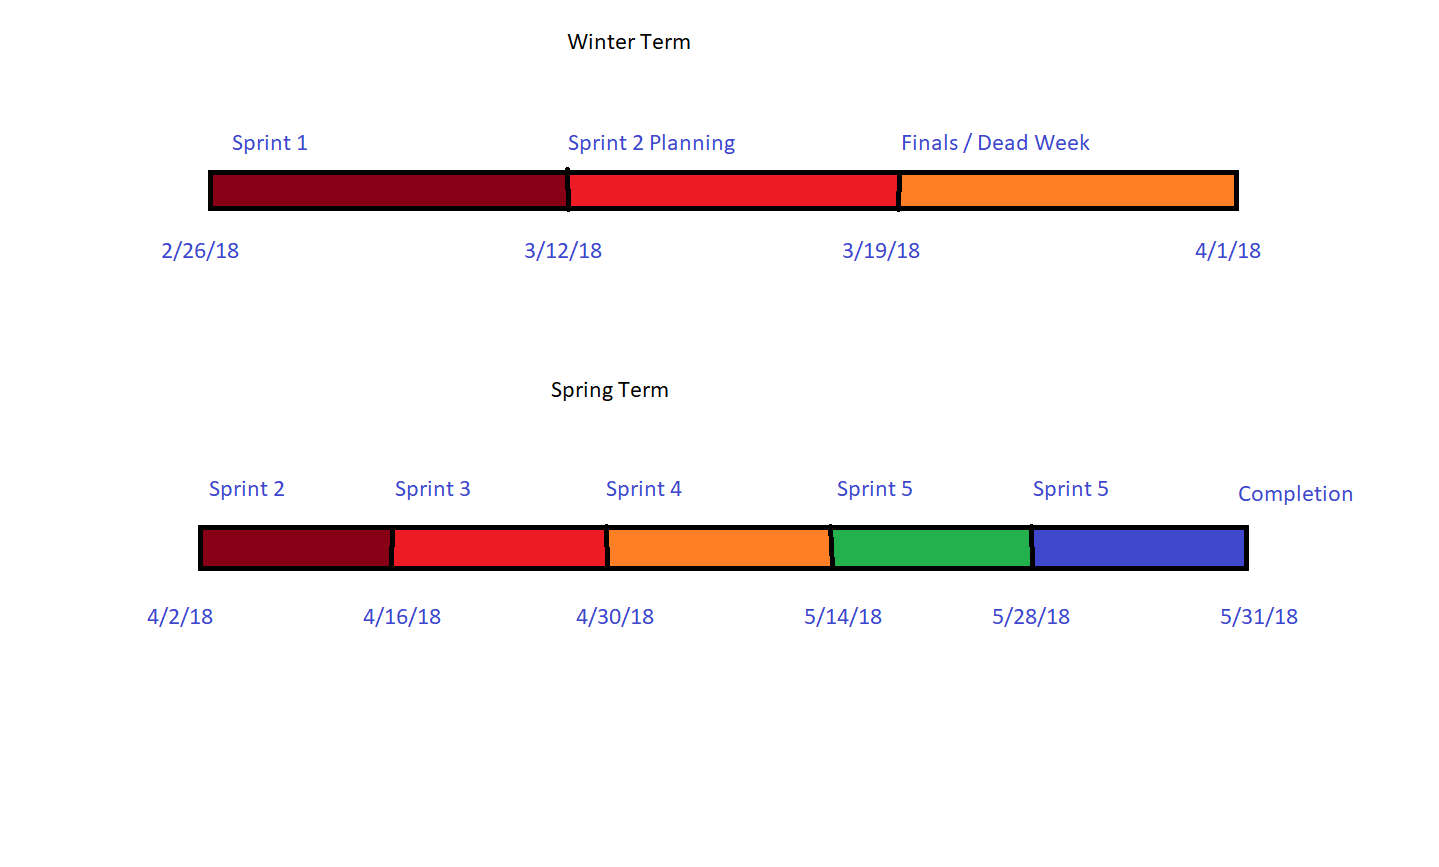 Winter Term
Sprint 1 Sprint 2 Planning Finals / Dead Week
2/26/18 3/12/18 3/19/18 4/1/18
Spring Term
Sprint 2 Sprint 3 Sprint 4 Sprint 5 Sprint 5 Completion
4/2/18 4/16/18 4/30/18 5/14/18 5/28/18 5/31/18